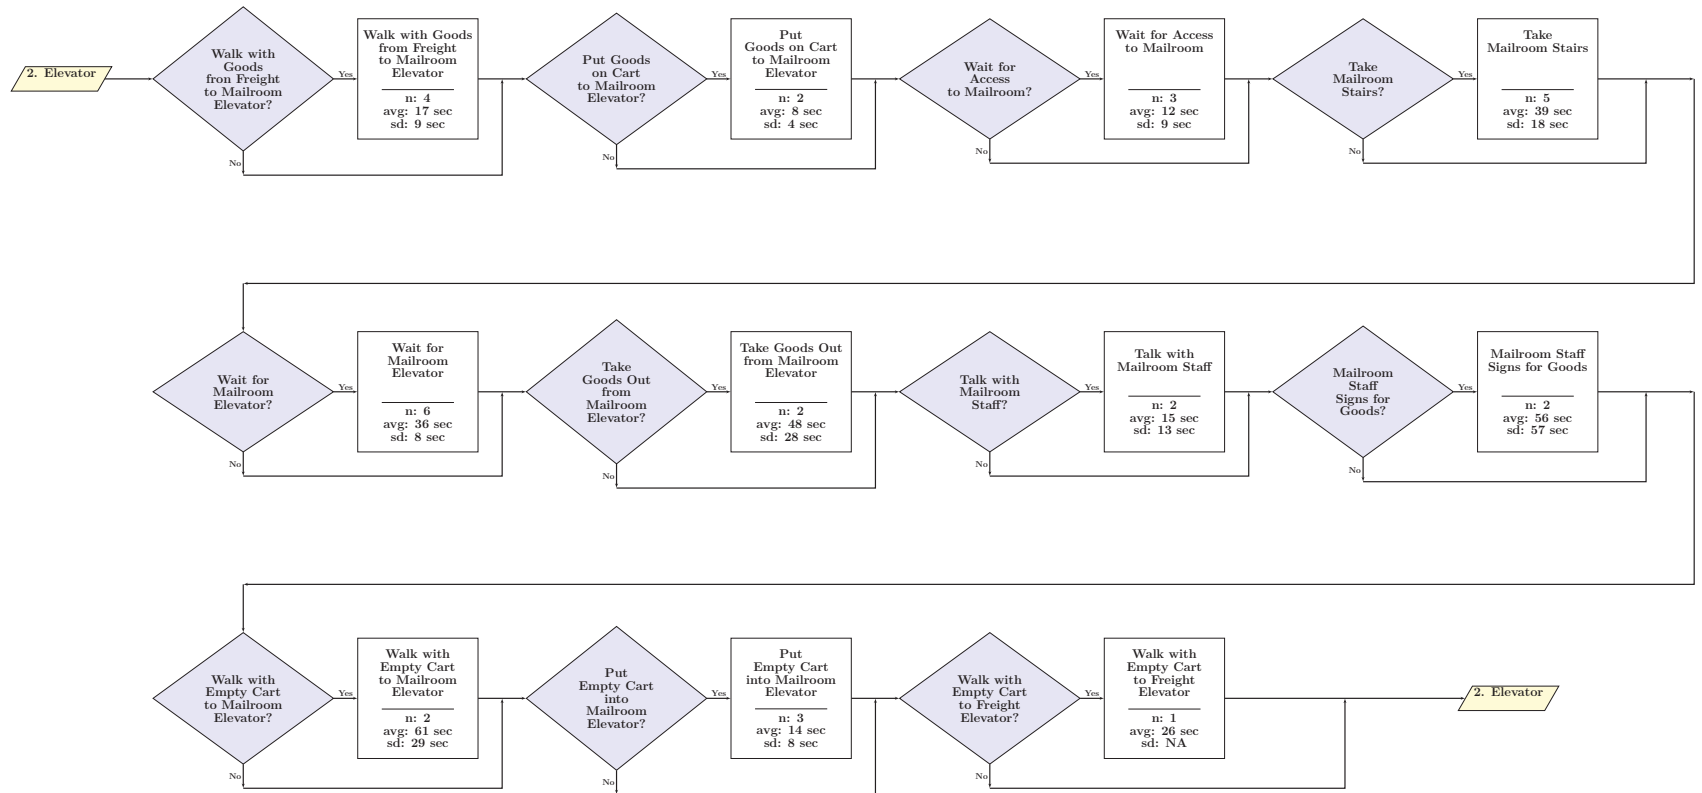 2. Elevator
Walk with
Goods
fron Freight
to Mailroom
Elevator?
Yes
No
Walk with Goods
from Freight
to Mailroom
Elevator
n: 4
avg: 17 sec
sd: 9 sec
Put Goods
on Cart
to Mailroom
Elevator?
Yes
No
Put
Goods on Cart
to Mailroom
Elevator
n: 2
avg: 8 sec
sd: 4 sec
Wait for
Access
to Mailroom?
Yes
No
Wait for Access
to Mailroom
n: 3
avg: 12 sec
sd: 9 sec
Take
Mailroom
Stairs?
Yes
No
Take
Mailroom Stairs
n: 5
avg: 39 sec
sd: 18 sec
Wait for
Mailroom
Elevator?
Yes
No
Wait for
Mailroom
Elevator
n: 6
avg: 36 sec
sd: 8 sec
Take
Goods Out
from
Mailroom
Elevator?
Yes
No
Take Goods Out
from Mailroom
Elevator
n: 2
avg: 48 sec
sd: 28 sec
Talk with
Mailroom
Staff?
Yes
No
Talk with
Mailroom Staff
n: 2
avg: 15 sec
sd: 13 sec
Mailroom
Staff
Signs for
Goods?
Yes
No
Mailroom Staff
Signs for Goods
n: 2
avg: 56 sec
sd: 57 sec
Walk with
Empty Cart
to Mailroom
Elevator?
Yes
No
Walk with
Empty Cart
to Mailroom
Elevator
n: 2
avg: 61 sec
sd: 29 sec
Put
Empty Cart
into
Mailroom
Elevator?
Yes
No
Put
Empty Cart
into Mailroom
Elevator
n: 3
avg: 14 sec
sd: 8 sec
Walk with
Empty Cart
to Freight
Elevator?
Yes
No
Walk with
Empty Cart
to Freight
Elevator
n: 1
avg: 26 sec
sd: NA
2. Elevator